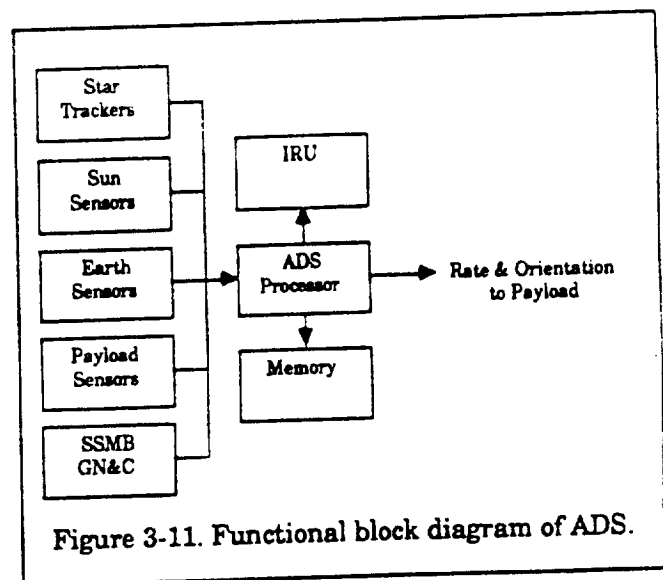 Star
Trackers
Sun
Sensors
Earth
Sensors
Payload
Sensors
SSMB
GN&C
IRU
ADS
Processor
Memory
Rate & Orientation
to Payload
Figure 3-11. Functional block diagram of ADS.